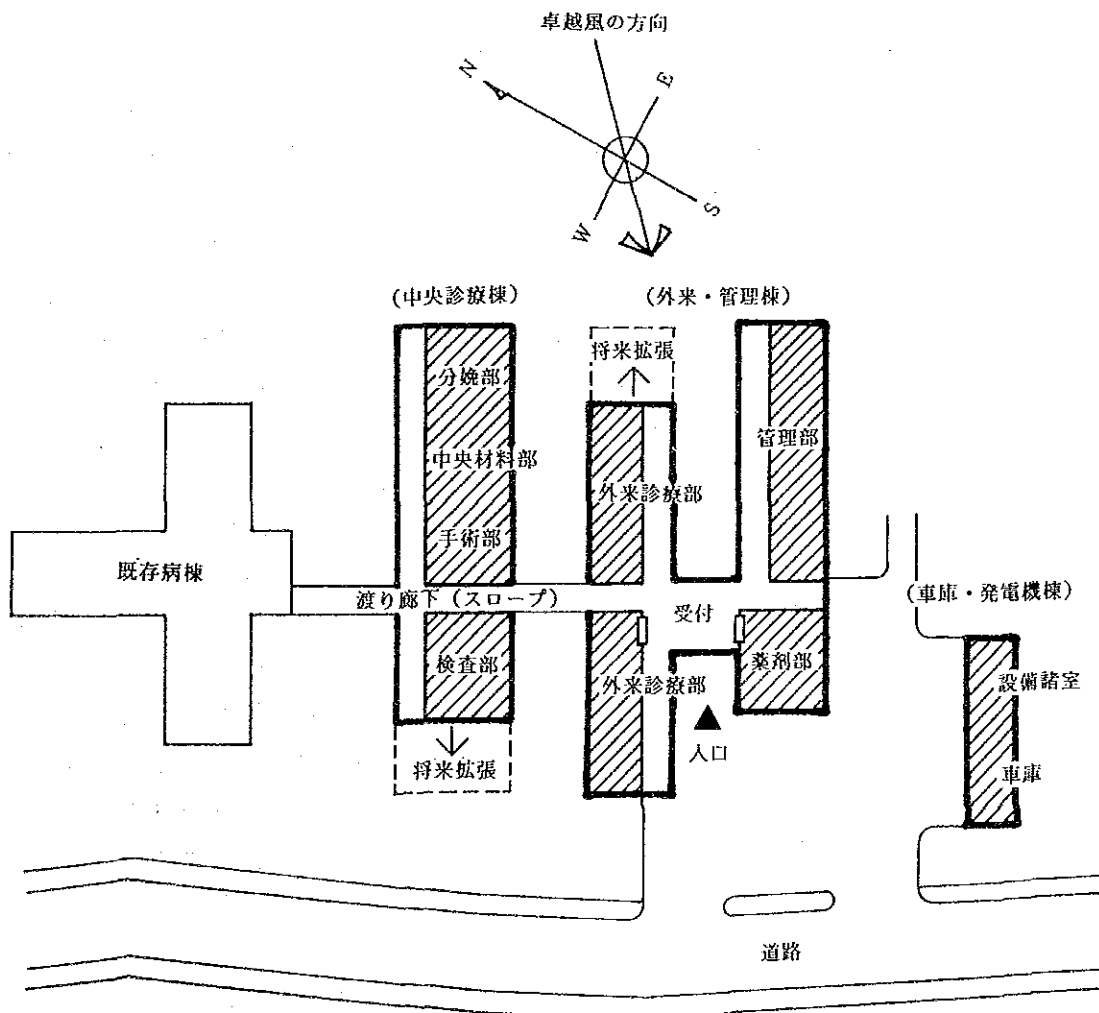 卓越風の方向
N
E
W
S
(中央診療棟)
(外来・管理棟)
将来拡張
分娩部
管理部
中央材料部
外来診療部
手術部
既存病棟
渡り廊下(スロープ)
受付
(車庫・発電機棟)
検査部
外来診療部
薬剤部
設備諸室
入口
将来拡張
車庫
道路